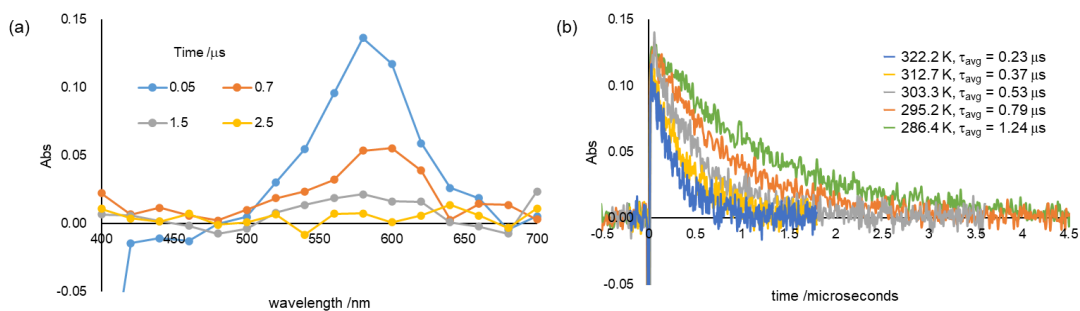 (a)
0.15
0.10
0.05
0.00
-0.05
Abs
Time /μs
0.05
0.7
1.5
2.5
400
450
500
550
600
650
700
wavelength /nm
(b)
0.15
0.10
0.05
0.00
-0.05
Abs
322.2 K, τavg = 0.23 μs
312.7 K, τavg = 0.37 μs
303.3 K, τavg = 0.53 μs
295.2 K, τavg = 0.79 μs
286.4 K, τavg = 1.24 μs
-0.5
0
0.5
1
1.5
2
2.5
3
3.5
4
4.5
time /microseconds